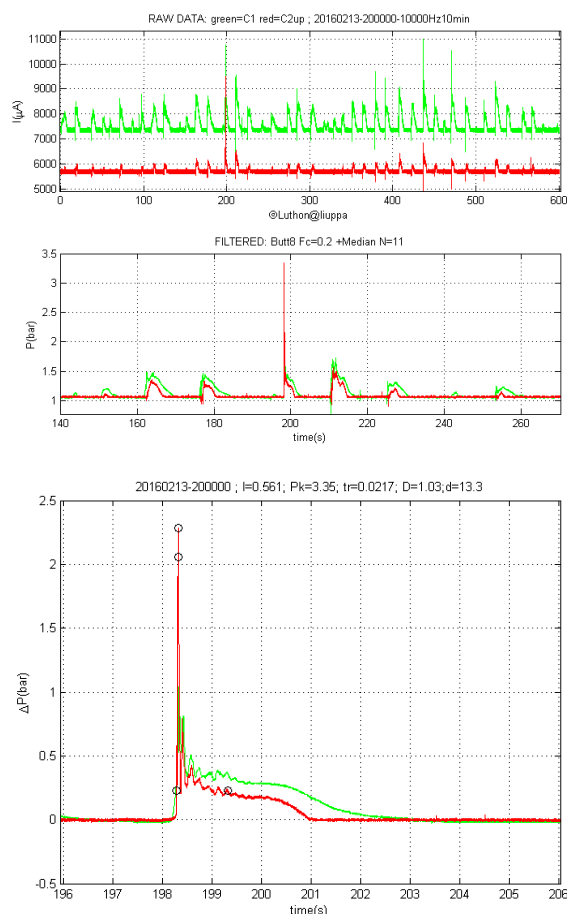 RAW DATA: green=C1 red=C2up ; 20160213-200000-10000Hz10min
11000
10000
9000
8000
7000
6000
5000
I(µA)
0 100 200 300 400 500 600
@Luthon@liuppa
FILTERED: Butt8 Fc=0.2 +Median N=11
3.5
3
2.5
2
1.5
1
P(bar)
140 160 180 200 220 240 260
time(s)
20160213-200000 ; I=0.561; Pk=3.35; tr=0.0217; D=1.03;d=13.3
2.5
2
1.5
1
0.5
0
-0.5
ΔP(bar)
196 197 198 199 200 201 202 203 204 205 206
time(s)